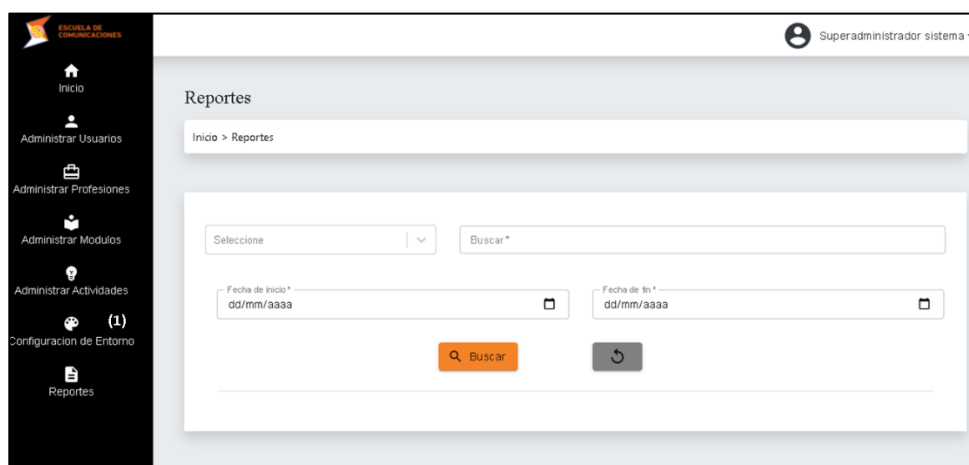 ESCUELA DE
COMUNICACIONES
Superadministrador sistema
Inicio
Administrar Usuarios
Administrar Profesiones
Administrar Modulos
Administrar Actividades
(1)
Configuracion de Entorno
Reportes
Reportes
Inicio > Reportes
Seleccione
Buscar*
Fecha de inicio*
dd/mm/aaaa
Fecha de fin*
dd/mm/aaaa
Buscar